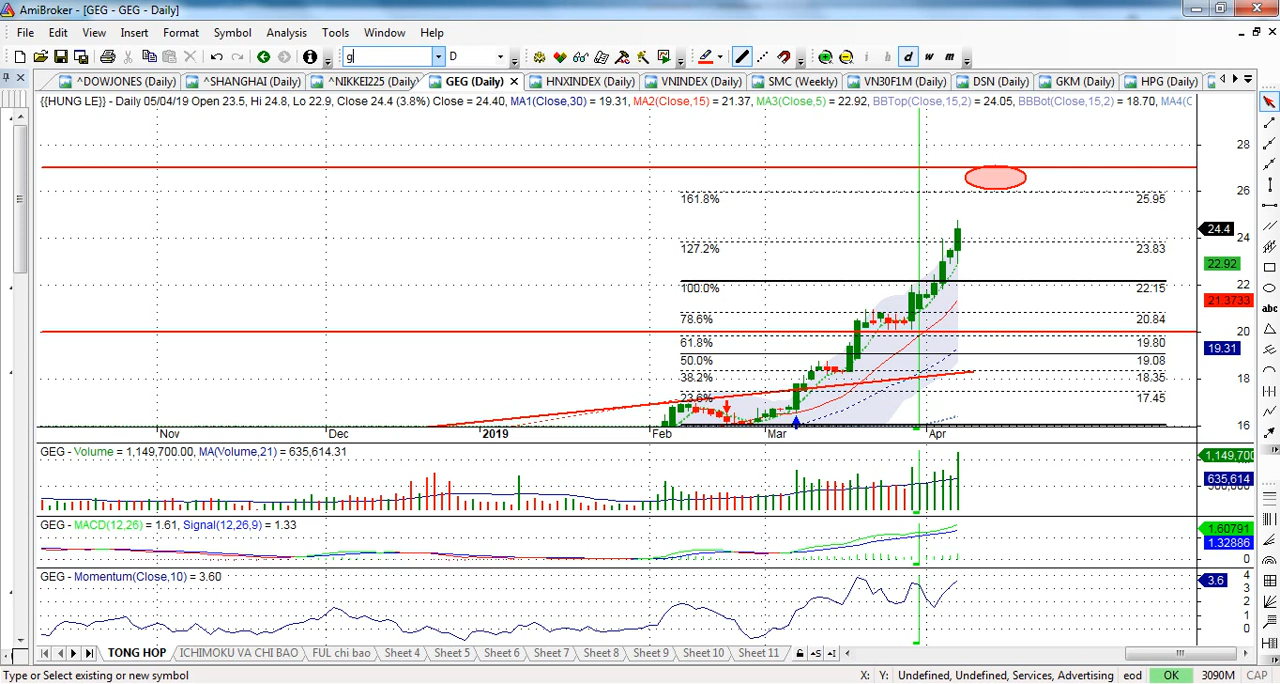 AmiBroker - [GEG - GEG - Daily]
File Edit View Insert Format Symbol Analysis Tools Window Help
g D i h d w m
^DOWJONES (Daily) ^SHANGHAI (Daily) ^NIKKEI225 (Daily) GEG (Daily) HNXINDEX (Daily) VNINDEX (Daily) SMC (Weekly) VN30F1M (Daily) DSN (Daily) GKM (Daily) HPG (Daily)
{{HUNG LE}} - Daily 05/04/19 Open 23.5, Hi 24.8, Lo 22.9, Close 24.4 (3.8%) Close = 24.40, MA1(Close,30) = 19.31, MA2(Close,15) = 21.37, MA3(Close,5) = 22.92, BBTop(Close,15,2) = 24.05, BBBot(Close,15,2) = 18.70, MA4(C
28
26
161.8% 25.95
24.4
24
127.2% 23.83
22.92
22
100.0% 22.15
21.3733
78.6% 20.84
20
61.8% 19.80
19.31
50.0% 19.08
38.2% 18.35
18
23.6% 17.45
16
Nov Dec 2019 Feb Mar Apr
GEG - Volume = 1,149,700.00, MA(Volume,21) = 635,614.31
1,149,700
635,614
GEG - MACD(12,26) = 1.61, Signal(12,26,9) = 1.33
1.60791
1.32886
0
GEG - Momentum(Close,10) = 3.60
4
3.6
3
2
1
0
TONG HOP ICHIMOKU VA CHI BAO FUL chi bao Sheet 4 Sheet 5 Sheet 6 Sheet 7 Sheet 8 Sheet 9 Sheet 10 Sheet 11
Type or Select existing or new symbol X: Y: Undefined, Undefined, Services, Advertising eod OK 3090M CAP
abc